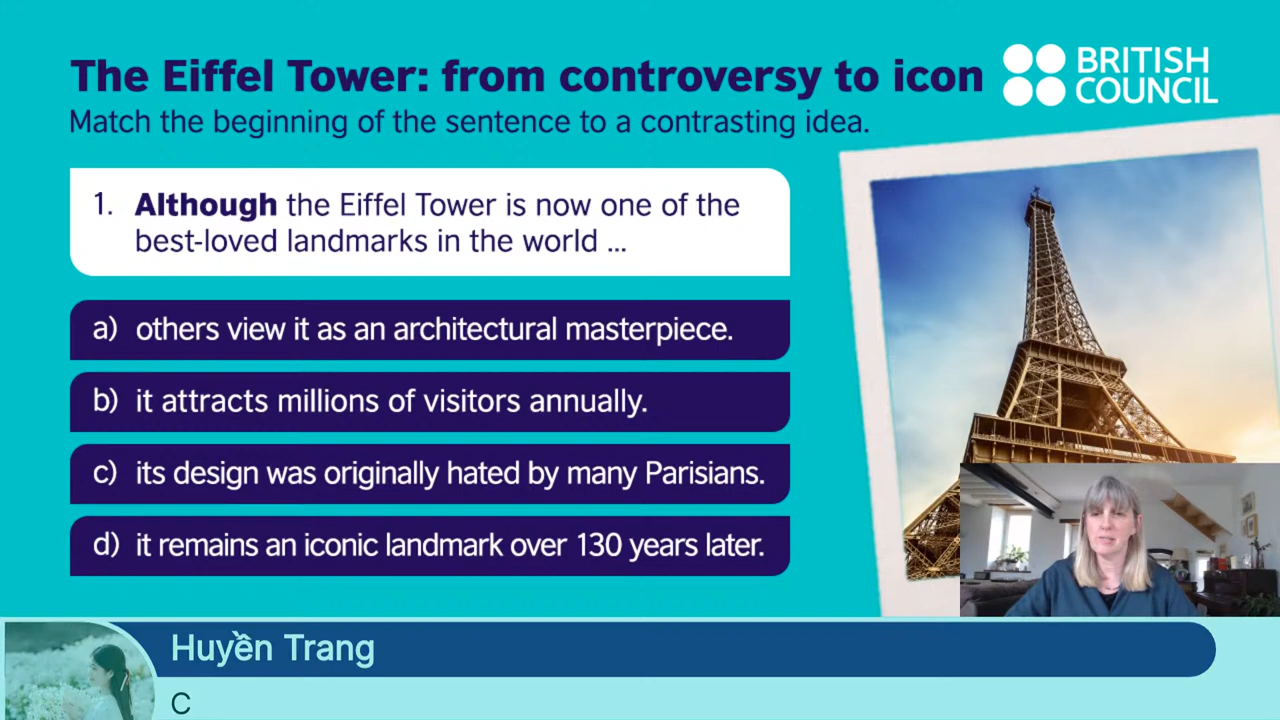 The Eiffel Tower: from controversy to icon
BRITISH
COUNCIL
Match the beginning of the sentence to a contrasting idea.
1. Although the Eiffel Tower is now one of the
best-loved landmarks in the world ...
a) others view it as an architectural masterpiece.
b) it attracts millions of visitors annually.
c) its design was originally hated by many Parisians.
d) it remains an iconic landmark over 130 years later.
Huyền Trang
C